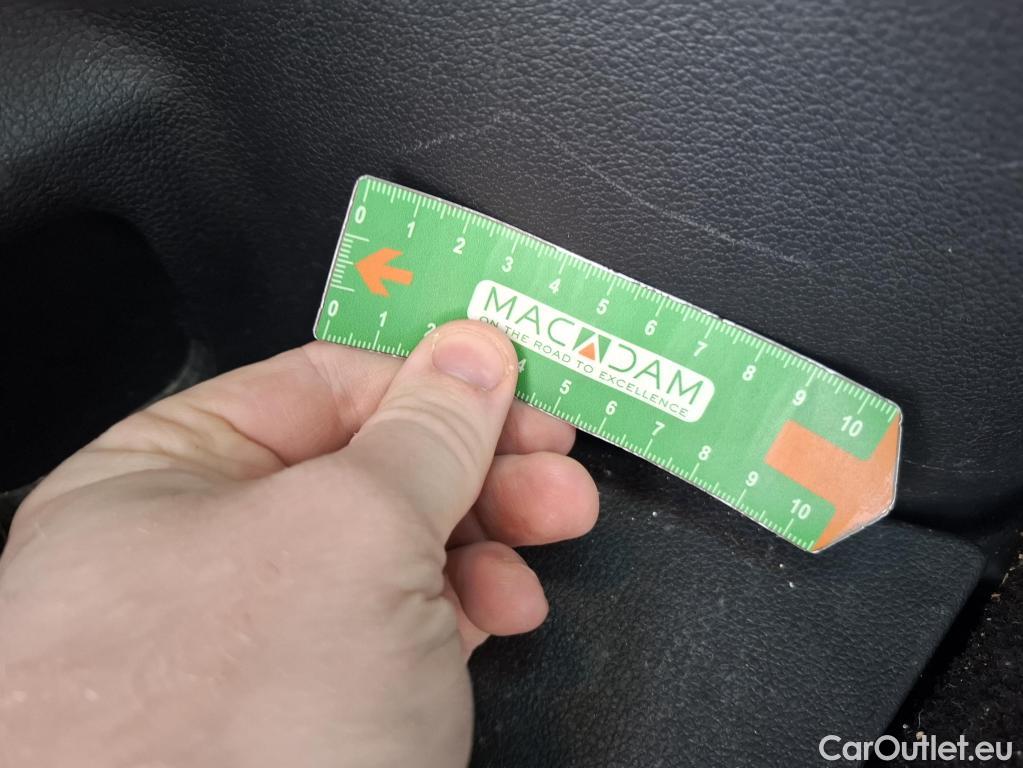 0 1 2 3 4 5 6 7 8 9 10
MACADAM
ON THE ROAD TO EXCELLENCE
0 1 2 4 5 6 7 8 9 10
CarOutlet.eu